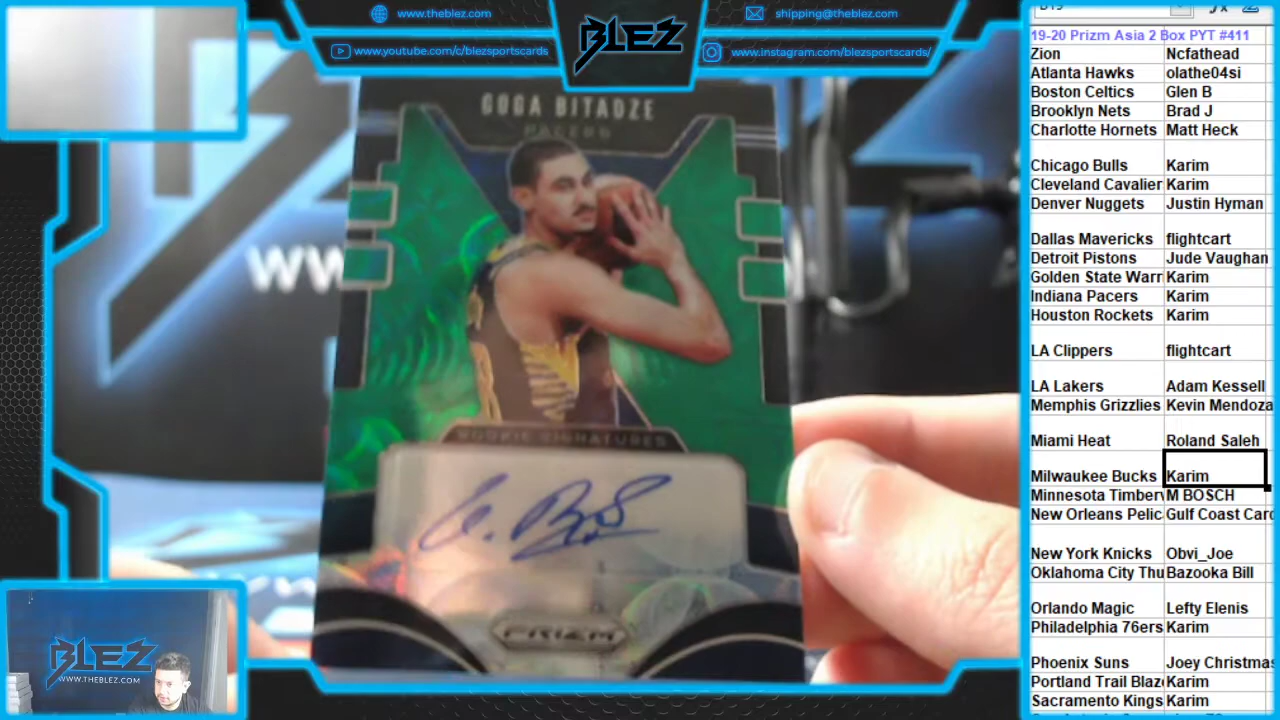 www.theblez.com
www.youtube.com/c/blezsportscards
BLEZ
shipping@theblez.com
www.instagram.com/blezsportscards/
GOGA BITADZE
PACERS
ROOKIE SIGNATURES
PRIZM
WW
BLEZ
WWW.THEBLEZ.COM
19-20 Prizm Asia 2 Box PYT #411
Zion Ncfathead
Atlanta Hawks olathe04si
Boston Celtics Glen B
Brooklyn Nets Brad J
Charlotte Hornets Matt Heck
Chicago Bulls Karim
Cleveland Cavalier Karim
Denver Nuggets Justin Hyman
Dallas Mavericks flightcart
Detroit Pistons Jude Vaughan
Golden State Warr Karim
Indiana Pacers Karim
Houston Rockets Karim
LA Clippers flightcart
LA Lakers Adam Kessell
Memphis Grizzlies Kevin Mendoza
Miami Heat Roland Saleh
Milwaukee Bucks Karim
Minnesota Timberv M BOSCH
New Orleans Pelic Gulf Coast Card
New York Knicks Obvi_Joe
Oklahoma City Thu Bazooka Bill
Orlando Magic Lefty Elenis
Philadelphia 76ers Karim
Phoenix Suns Joey Christmas
Portland Trail Blaz Karim
Sacramento Kings Karim